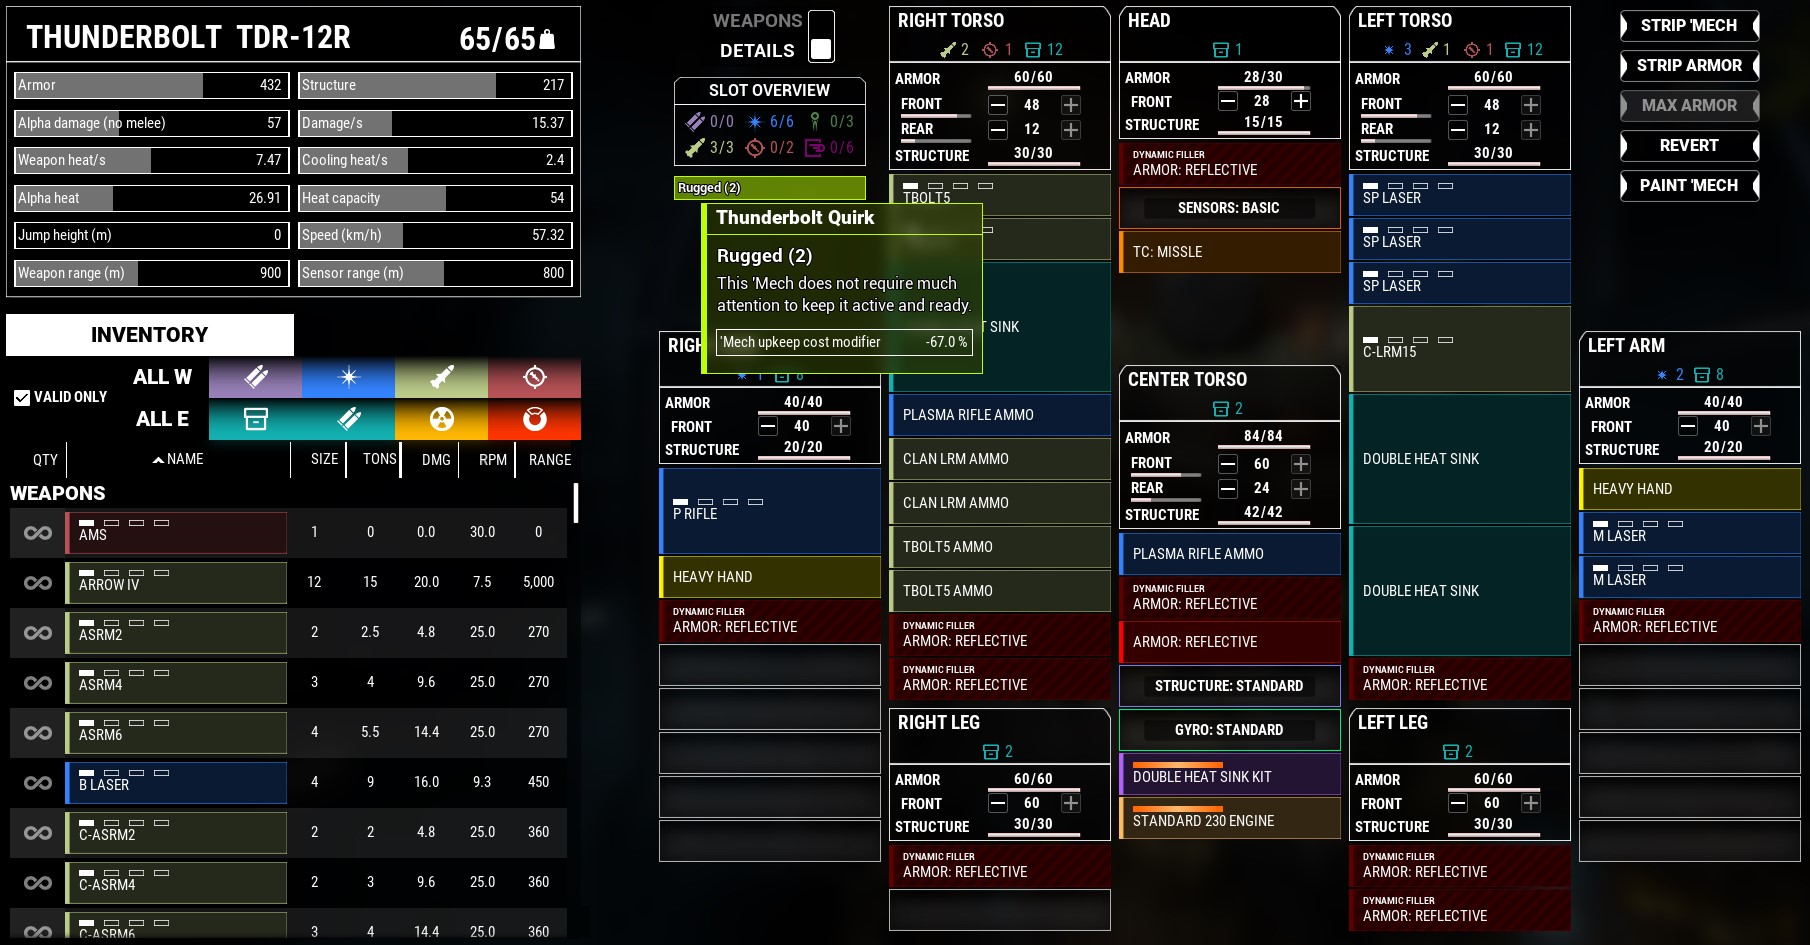 THUNDERBOLT TDR-12R
65/65
Armor 432
Structure 217
Alpha damage (no melee) 57
Damage/s 15.37
Weapon heat/s 7.47
Cooling heat/s 2.4
Alpha heat 26.91
Heat capacity 54
Jump height (m) 0
Speed (km/h) 57.32
Weapon range (m) 900
Sensor range (m) 800
INVENTORY
ALL W
VALID ONLY
ALL E
QTY NAME SIZE TONS DMG RPM RANGE
WEAPONS
AMS 1 0 0.0 30.0 0
ARROW IV 12 15 20.0 7.5 5,000
ASRM2 2 2.5 4.8 25.0 270
ASRM4 3 4 9.6 25.0 270
ASRM6 4 5.5 14.4 25.0 270
B LASER 4 9 16.0 9.3 450
C-ASRM2 2 2 4.8 25.0 360
C-ASRM4 2 3 9.6 25.0 360
C-ASRM6 3 4 14.4 25.0 360
WEAPONS
DETAILS
SLOT OVERVIEW
0/0 6/6 0/3
3/3 0/2 0/6
Rugged (2)
Thunderbolt Quirk
Rugged (2)
This 'Mech does not require much
attention to keep it active and ready.
'Mech upkeep cost modifier -67.0 %
RIGH
1 8
ARMOR 40/40
FRONT 40
STRUCTURE 20/20
P RIFLE
HEAVY HAND
DYNAMIC FILLER
ARMOR: REFLECTIVE
RIGHT TORSO
2 1 12
ARMOR 60/60
FRONT 48
REAR 12
STRUCTURE 30/30
TBOLT5
T SINK
PLASMA RIFLE AMMO
CLAN LRM AMMO
CLAN LRM AMMO
TBOLT5 AMMO
TBOLT5 AMMO
DYNAMIC FILLER
ARMOR: REFLECTIVE
DYNAMIC FILLER
ARMOR: REFLECTIVE
RIGHT LEG
2
ARMOR 60/60
FRONT 60
STRUCTURE 30/30
DYNAMIC FILLER
ARMOR: REFLECTIVE
HEAD
1
ARMOR 28/30
FRONT 28
STRUCTURE 15/15
DYNAMIC FILLER
ARMOR: REFLECTIVE
SENSORS: BASIC
TC: MISSLE
CENTER TORSO
2
ARMOR 84/84
FRONT 60
REAR 24
STRUCTURE 42/42
PLASMA RIFLE AMMO
DYNAMIC FILLER
ARMOR: REFLECTIVE
ARMOR: REFLECTIVE
STRUCTURE: STANDARD
GYRO: STANDARD
DOUBLE HEAT SINK KIT
STANDARD 230 ENGINE
LEFT TORSO
3 1 1 12
ARMOR 60/60
FRONT 48
REAR 12
STRUCTURE 30/30
SP LASER
SP LASER
SP LASER
C-LRM15
DOUBLE HEAT SINK
DOUBLE HEAT SINK
DYNAMIC FILLER
ARMOR: REFLECTIVE
LEFT LEG
2
ARMOR 60/60
FRONT 60
STRUCTURE 30/30
DYNAMIC FILLER
ARMOR: REFLECTIVE
DYNAMIC FILLER
ARMOR: REFLECTIVE
LEFT ARM
2 8
ARMOR 40/40
FRONT 40
STRUCTURE 20/20
HEAVY HAND
M LASER
M LASER
DYNAMIC FILLER
ARMOR: REFLECTIVE
STRIP 'MECH
STRIP ARMOR
MAX ARMOR
REVERT
PAINT 'MECH